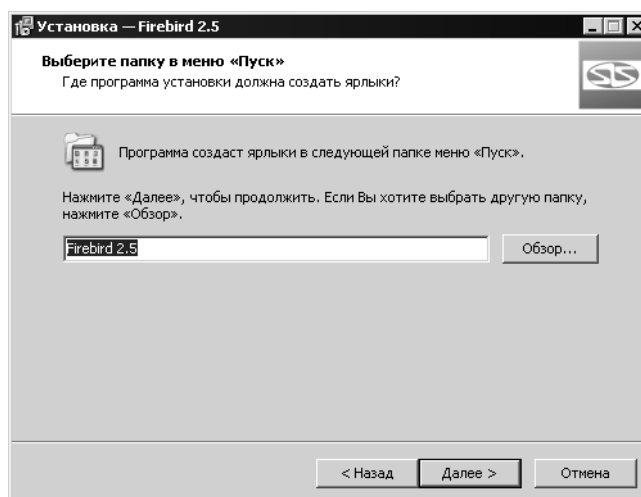 Установка — Firebird 2.5
Выберите папку в меню «Пуск»
Где программа установки должна создать ярлыки?
Программа создаст ярлыки в следующей папке меню «Пуск».
Нажмите «Далее», чтобы продолжить. Если Вы хотите выбрать другую папку,
нажмите «Обзор».
Firebird 2.5
Обзор...
< Назад
Далее >
Отмена